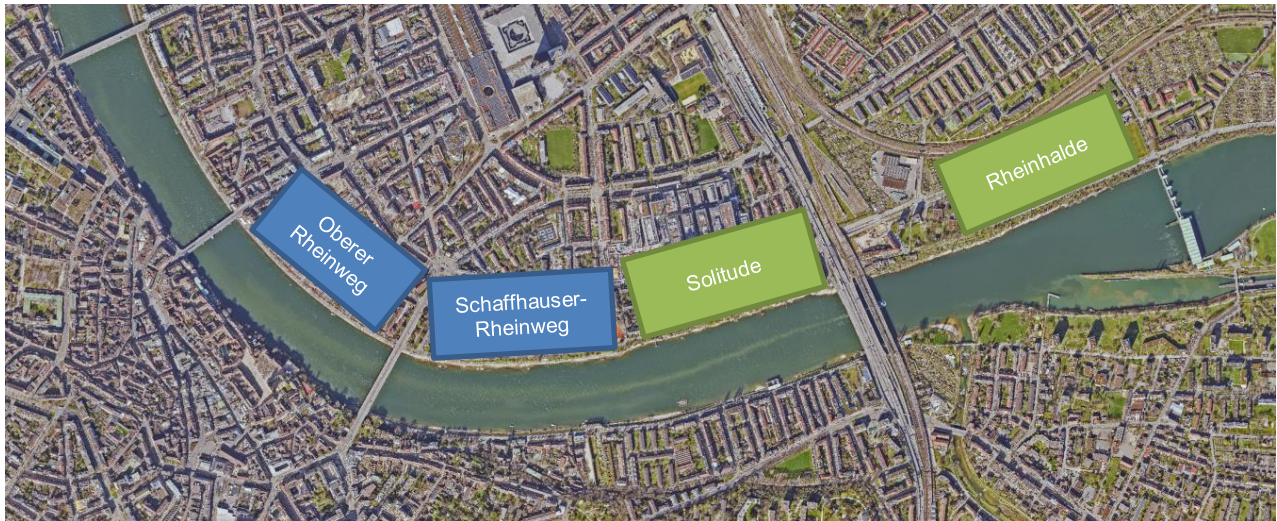 Oberer
Rheinweg
Schaffhauser-
Rheinweg
Solitude
Rheinhalde